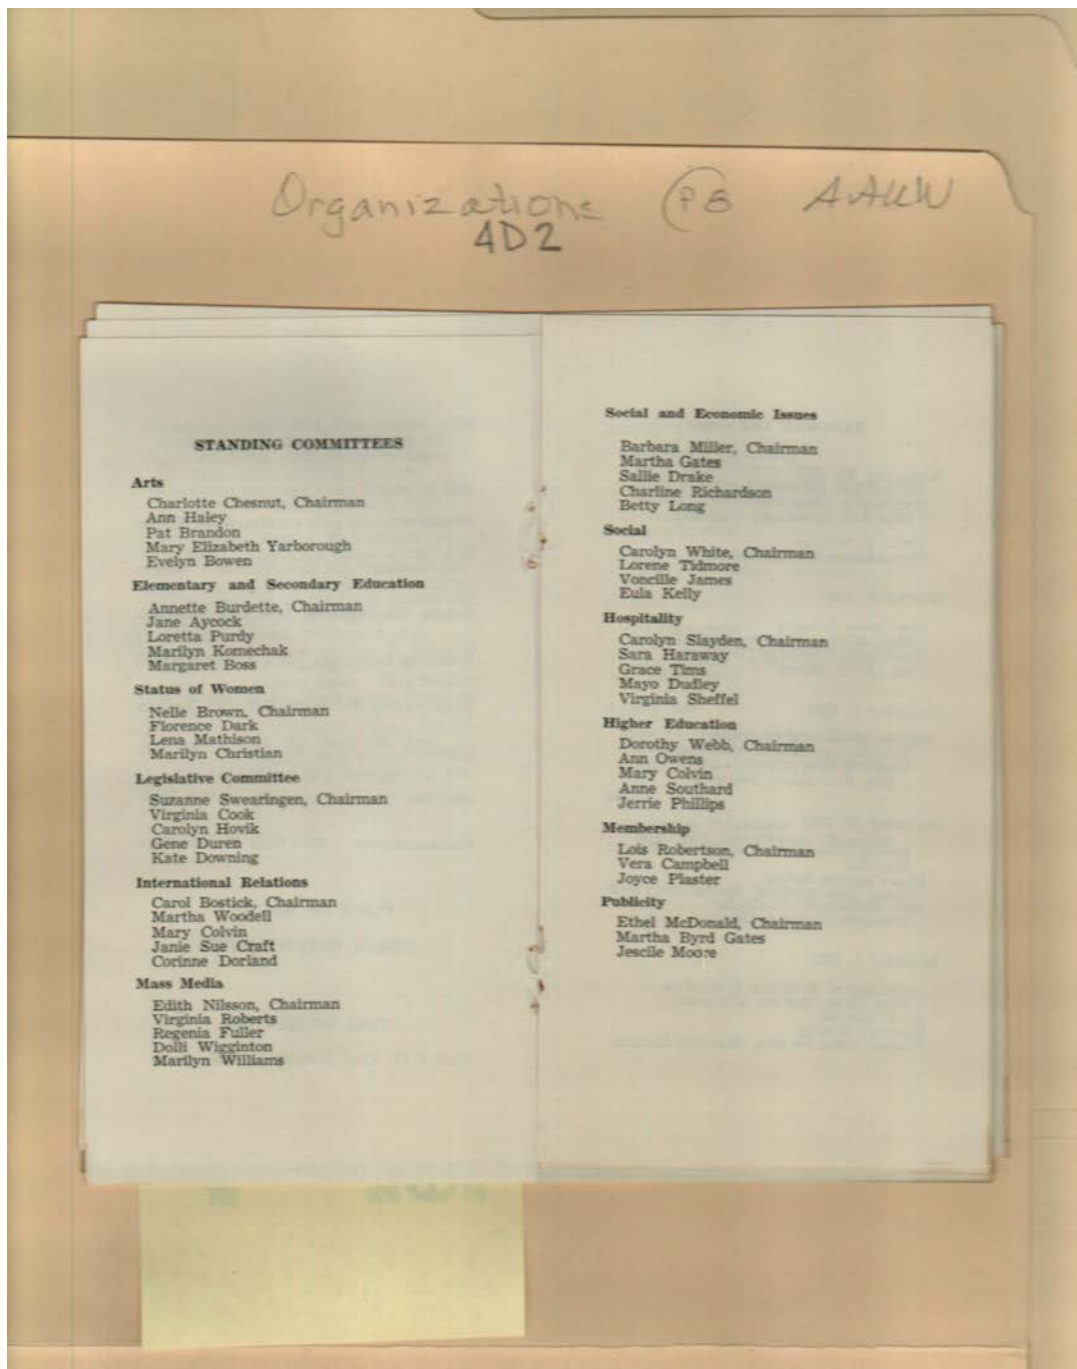 Organizations P8 AAUW
4D2
STANDING COMMITTEES
Arts
Charlotte Chesnut, Chairman
Ann Haley
Pat Brandon
Mary Elizabeth Yarborough
Evelyn Bowen
Elementary and Secondary Education
Annette Burdette, Chairman
Jane Aycock
Loretta Purdy
Marilyn Komechak
Margaret Boss
Status of Women
Nelle Brown, Chairman
Florence Dark
Lena Mathison
Marilyn Christian
Legislative Committee
Suzanne Swearingen, Chairman
Virginia Cook
Carolyn Hovik
Gene Duren
Kate Downing
International Relations
Carol Bostick, Chairman
Martha Woodell
Mary Colvin
Janie Sue Craft
Corinne Dorland
Mass Media
Edith Nilsson, Chairman
Virginia Roberts
Regenia Fuller
Dolli Wigginton
Marilyn Williams
Social and Economic Issues
Barbara Miller, Chairman
Martha Gates
Sallie Drake
Charline Richardson
Betty Long
Social
Carolyn White, Chairman
Lorene Tidmore
Voncille James
Eula Kelly
Hospitality
Carolyn Slayden, Chairman
Sara Haraway
Grace Tims
Mayo Dudley
Virginia Sheffel
Higher Education
Dorothy Webb, Chairman
Ann Owens
Mary Colvin
Anne Southard
Jerrie Phillips
Membership
Lois Robertson, Chairman
Vera Campbell
Joyce Plaster
Publicity
Ethel McDonald, Chairman
Martha Byrd Gates
Jescile Moore